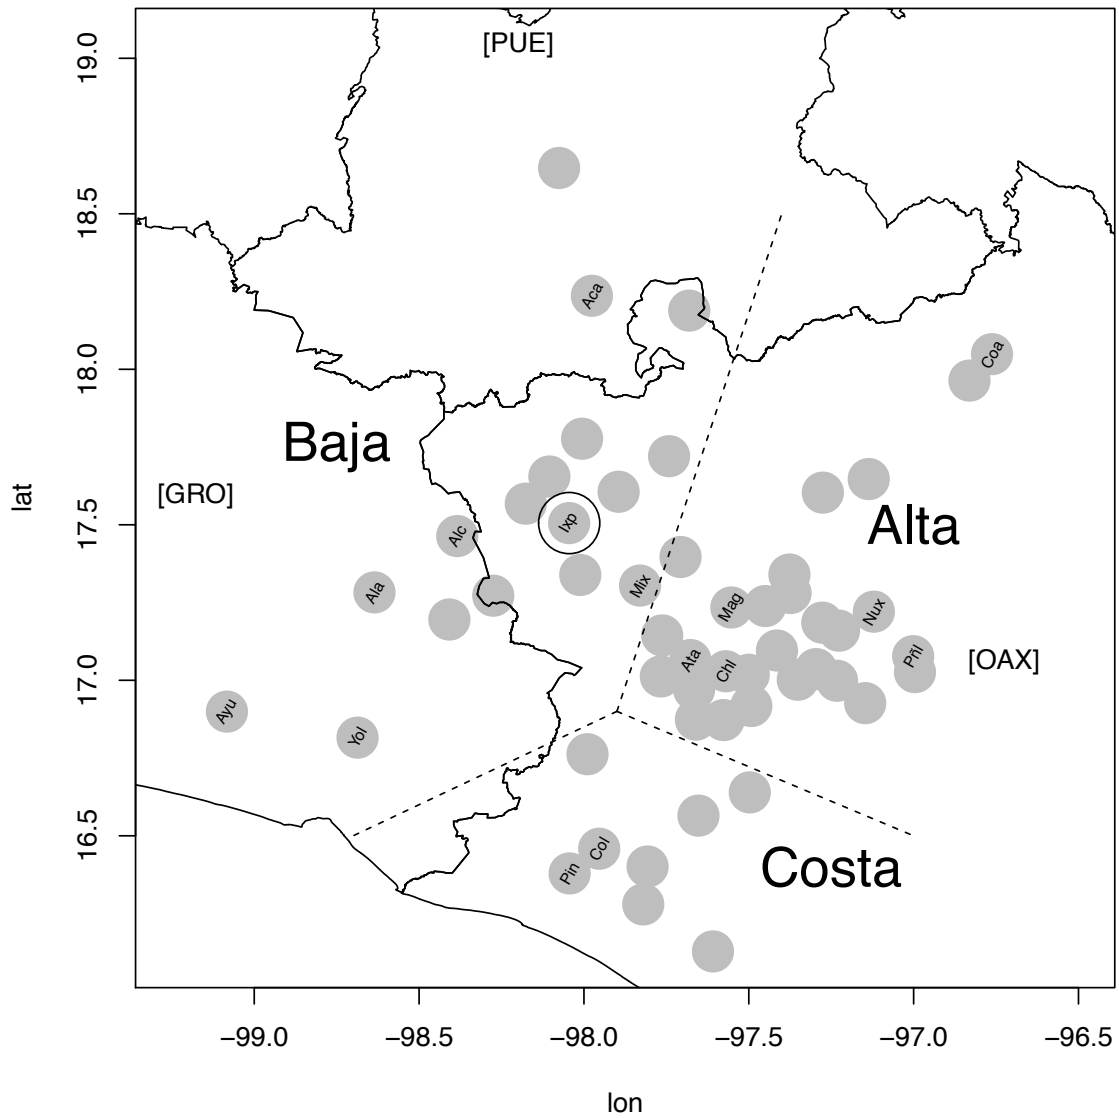 [PUE]
19.0
18.5
18.0
17.5
17.0
16.5
lat
Aca
Coa
Baja
[GRO]
Alta
Ixp
Alc
Ala
Mix
Mag
Nux
Ata
Chl
Pñl
[OAX]
Ayu
Yol
Col
Pin
Costa
−99.0 −98.5 −98.0 −97.5 −97.0 −96.5
lon